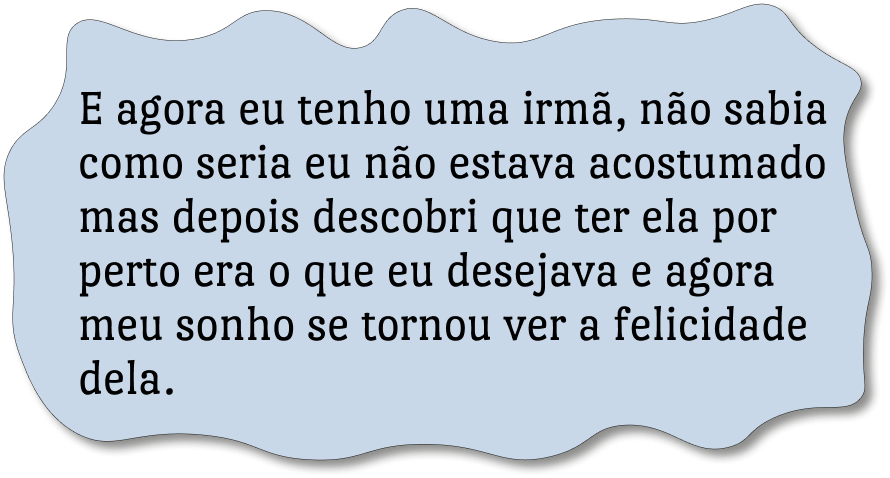 E agora eu tenho uma irmã, não sabia
como seria eu não estava acostumado
mas depois descobri que ter ela por
perto era o que eu desejava e agora
meu sonho se tornou ver a felicidade
dela.